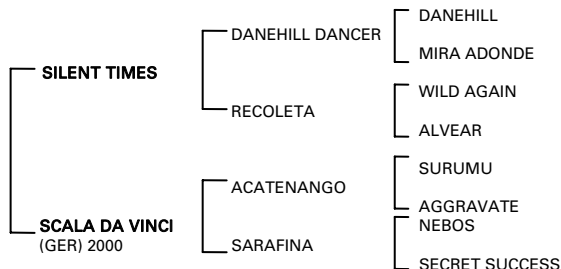 DANEHILL
DANEHILL DANCER
MIRA ADONDE
SILENT TIMES
WILD AGAIN
RECOLETA
ALVEAR
SURUMU
ACATENANGO
AGGRAVATE
SCALA DA VINCI
(GER) 2000
NEBOS
SARAFINA
SECRET SUCCESS